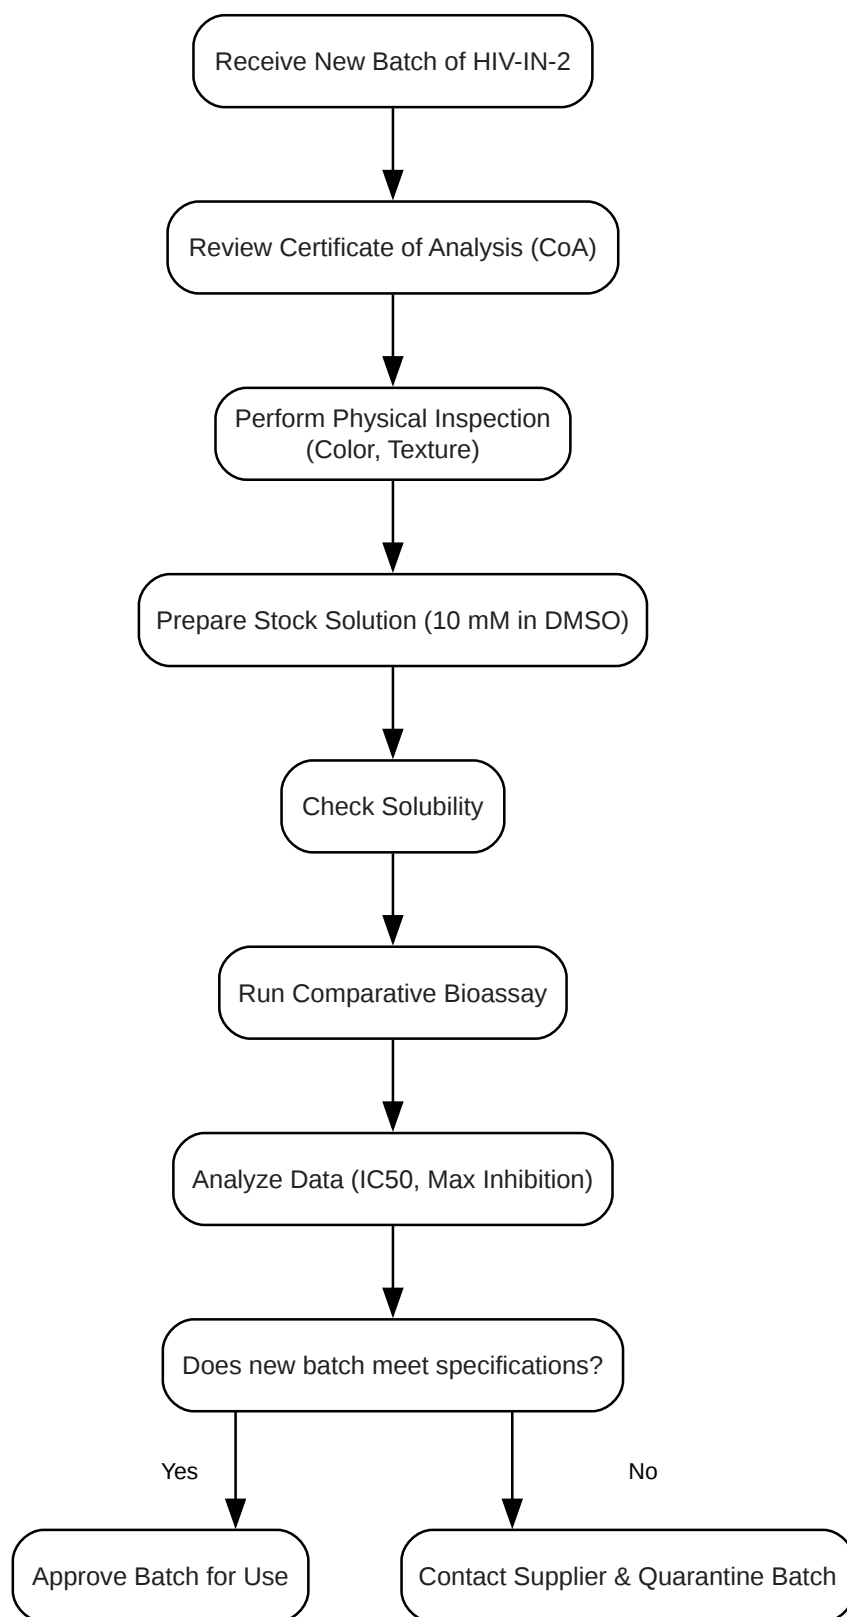 Receive New Batch of HIV-IN-2
Review Certificate of Analysis (CoA)
Perform Physical Inspection
(Color, Texture)
Prepare Stock Solution (10 mM in DMSO)
Check Solubility
Run Comparative Bioassay
Analyze Data (IC50, Max Inhibition)
Does new batch meet specifications?
Yes
No
Approve Batch for Use
Contact Supplier & Quarantine Batch